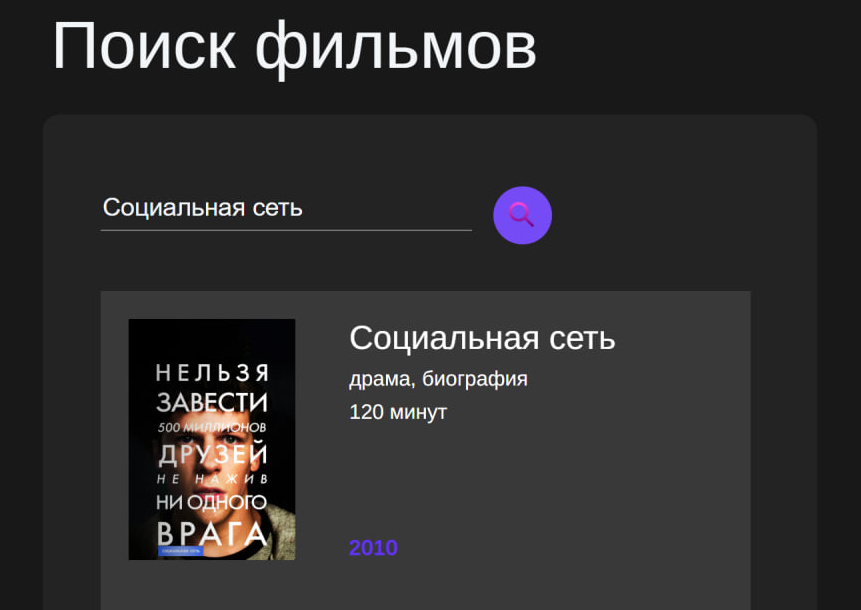 Поиск фильмов
Социальная сеть
Социальная сеть
драма, биография
120 минут
2010
НЕЛЬЗЯ
ЗАВЕСТИ
500 МИЛЛИОНОВ
ДРУЗЕЙ
НЕ НАЖИВ
НИ ОДНОГО
ВРАГА
социальная сеть